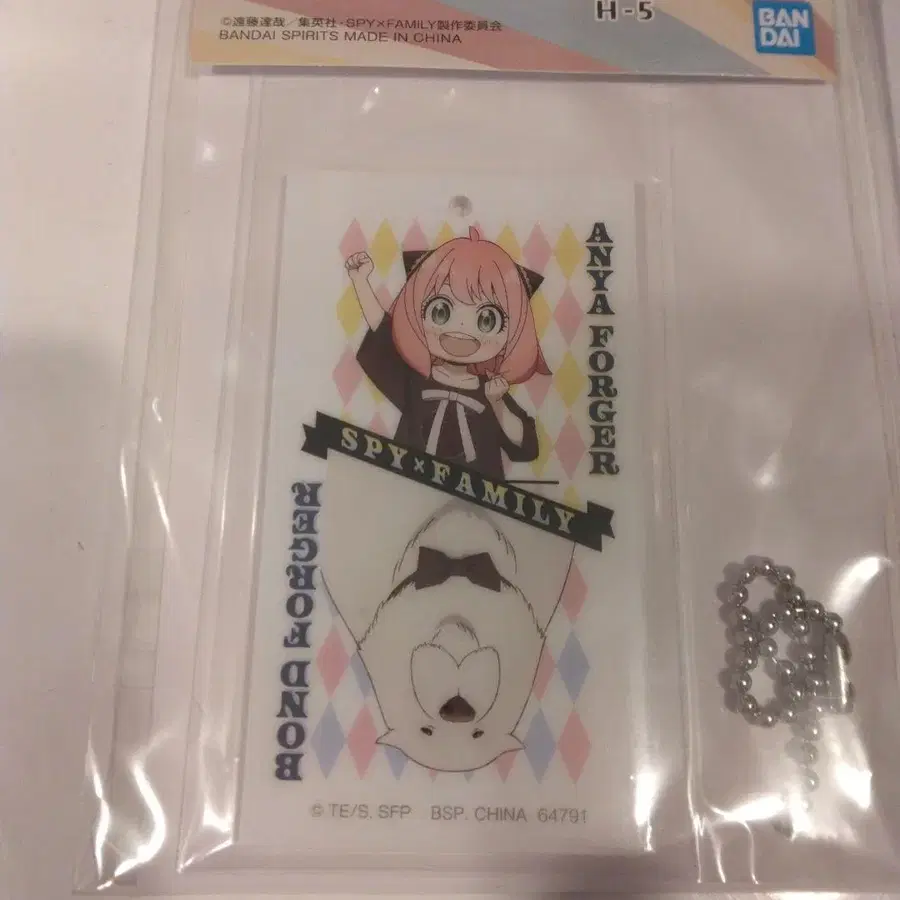 H-5
©遠藤達哉／集英社・SPY×FAMILY製作委員会
BANDAI SPIRITS MADE IN CHINA
BAN
DAI
ANYA FORGER
SPY×FAMILY
BOND FORGER
© TE/S. SFP BSP. CHINA 64791